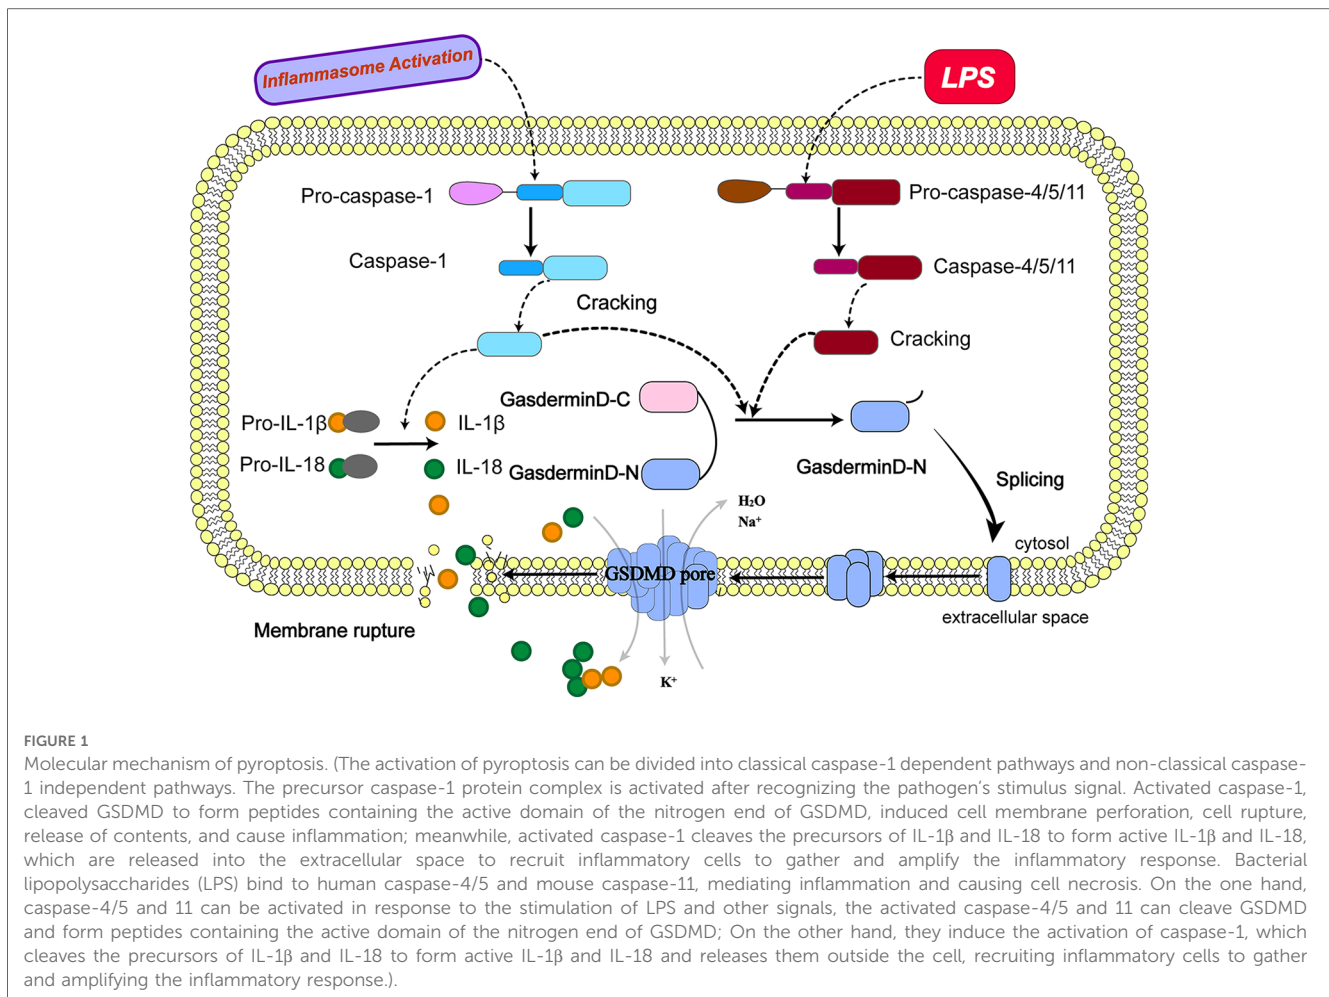 Inflammasome Activation
LPS
Pro-caspase-1
Pro-caspase-4/5/11
Caspase-1
Caspase-4/5/11
Cracking
Cracking
GasderminD-C
Pro-IL-1β
IL-1β
Pro-IL-18
IL-18
GasderminD-N
GasderminD-N
Splicing
H₂O
Na⁺
cytosol
GSDMD pore
extracellular space
Membrane rupture
K⁺
FIGURE 1
Molecular mechanism of pyroptosis. (The activation of pyroptosis can be divided into classical caspase-1 dependent pathways and non-classical caspase-
1 independent pathways. The precursor caspase-1 protein complex is activated after recognizing the pathogen's stimulus signal. Activated caspase-1,
cleaved GSDMD to form peptides containing the active domain of the nitrogen end of GSDMD, induced cell membrane perforation, cell rupture,
release of contents, and cause inflammation; meanwhile, activated caspase-1 cleaves the precursors of IL-1β and IL-18 to form active IL-1β and IL-18,
which are released into the extracellular space to recruit inflammatory cells to gather and amplify the inflammatory response. Bacterial
lipopolysaccharides (LPS) bind to human caspase-4/5 and mouse caspase-11, mediating inflammation and causing cell necrosis. On the one hand,
caspase-4/5 and 11 can be activated in response to the stimulation of LPS and other signals, the activated caspase-4/5 and 11 can cleave GSDMD
and form peptides containing the active domain of the nitrogen end of GSDMD; On the other hand, they induce the activation of caspase-1, which
cleaves the precursors of IL-1β and IL-18 to form active IL-1β and IL-18 and releases them outside the cell, recruiting inflammatory cells to gather
and amplifying the inflammatory response.).